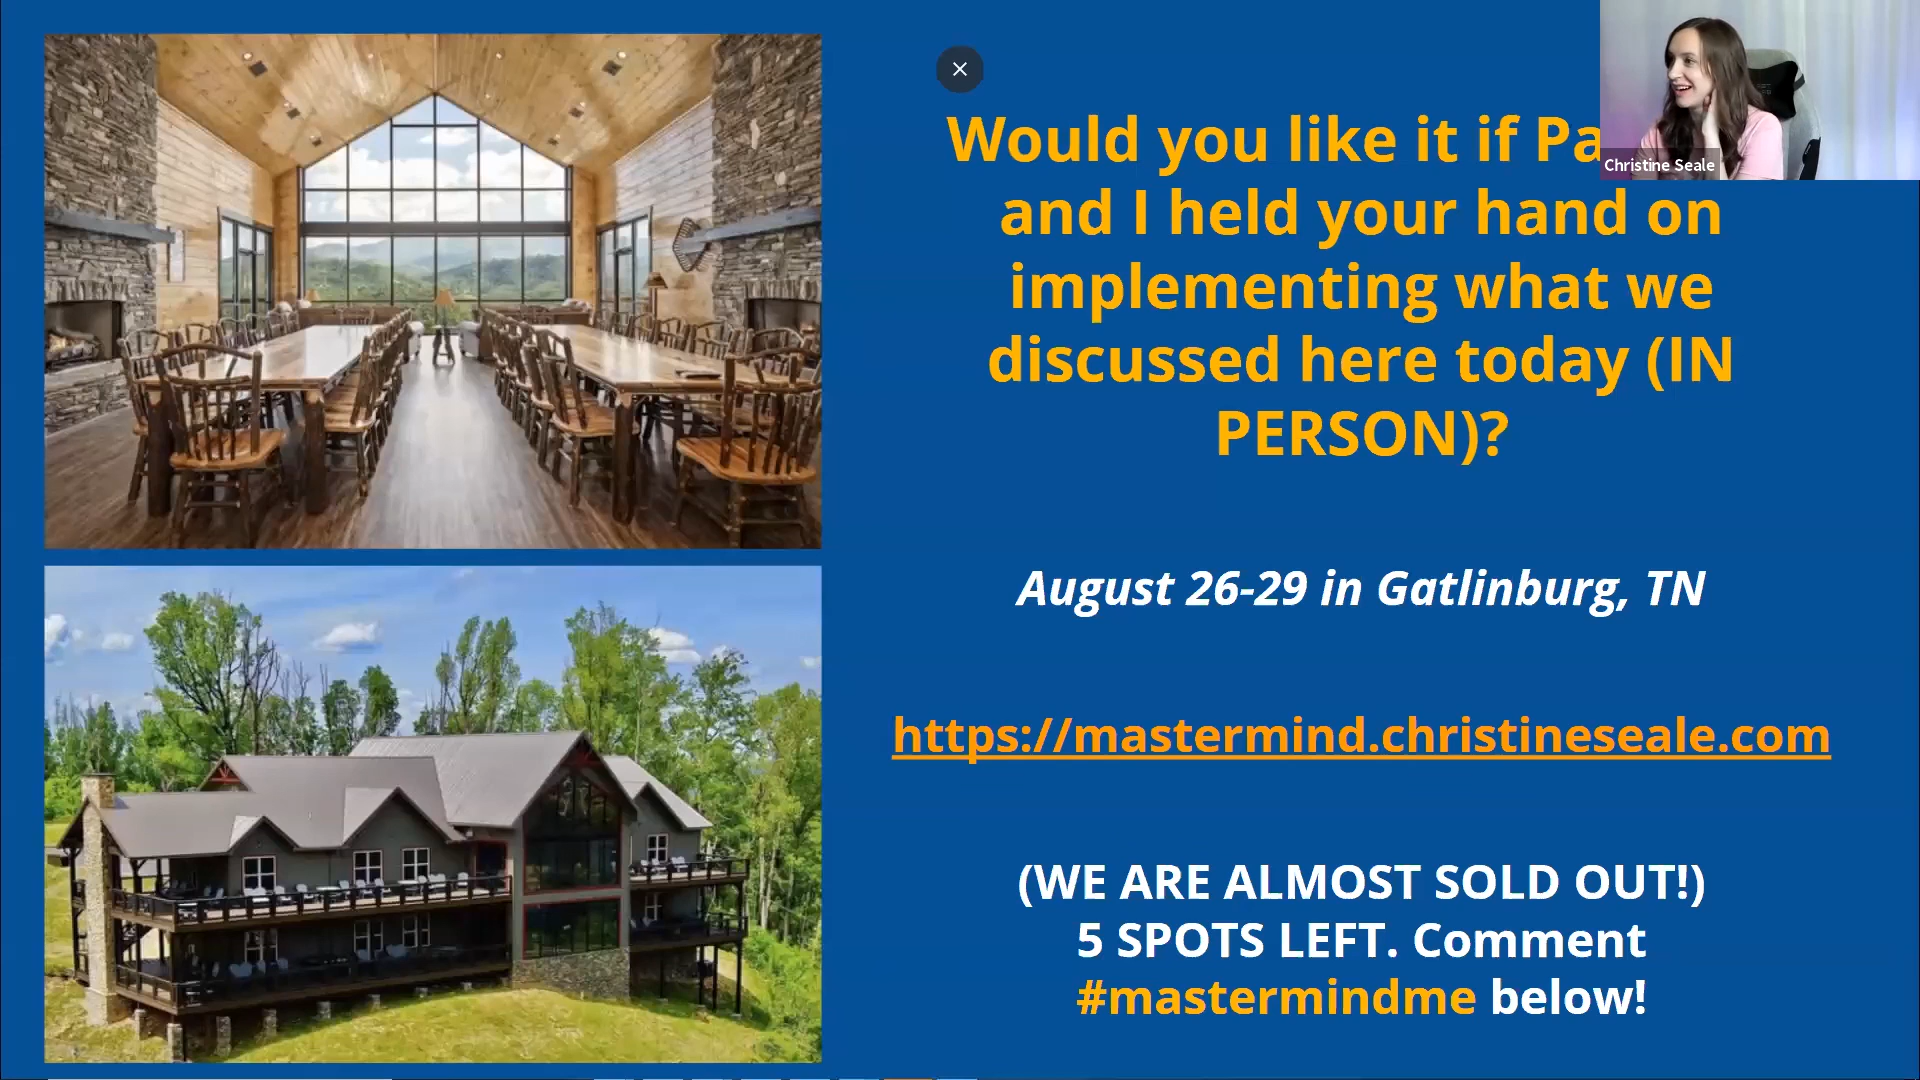 Would you like it if Pa
and I held your hand on
implementing what we
discussed here today (IN
PERSON)?
Christine Seale
August 26-29 in Gatlinburg, TN
https://mastermind.christineseale.com
(WE ARE ALMOST SOLD OUT!)
5 SPOTS LEFT. Comment
#mastermindme below!